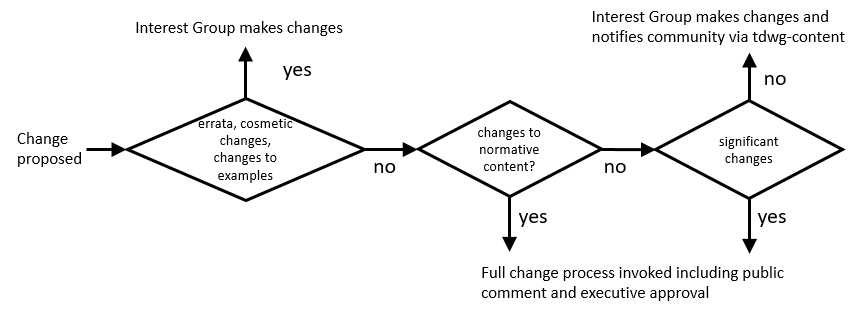 Interest Group makes changes and
Interest Group makes changes
notifies community via tdwg-content
yes
no
errata, cosmetic
changes,
changes to
examples
changes to
normative
content?
significant
changes
Change
proposed
no
no
yes
yes
Full change process invoked including public
comment and executive approval